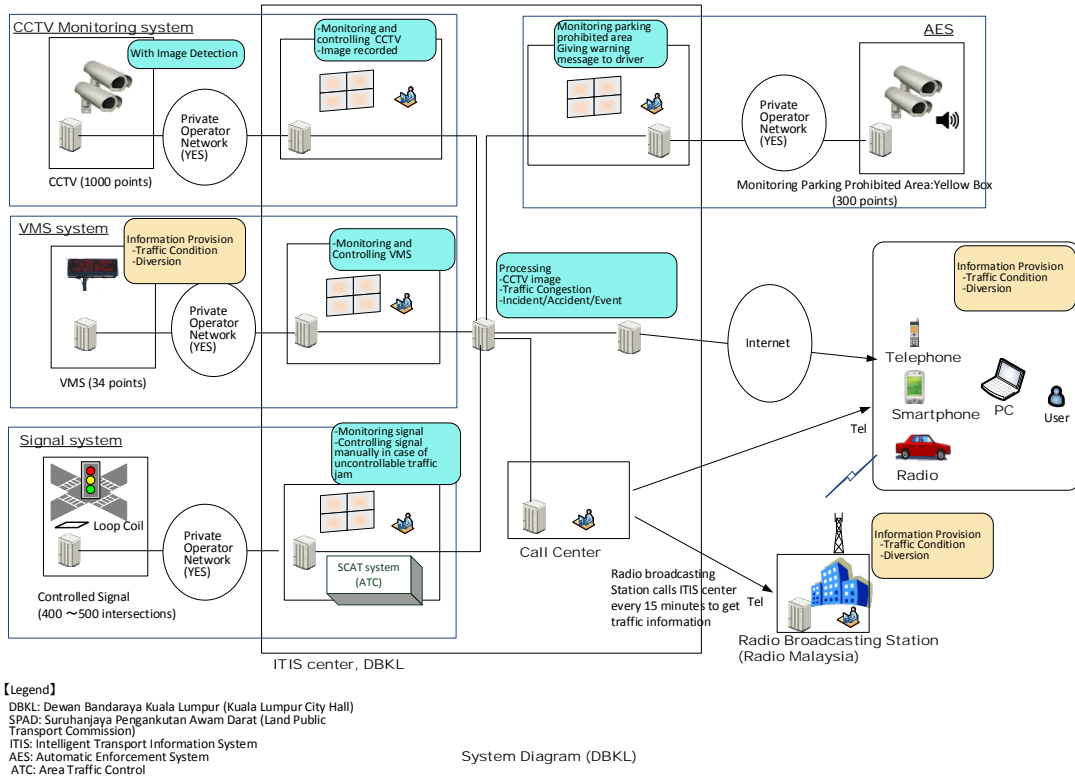 CCTV Monitoring system
With Image Detection
Private
Operator
Network
(YES)
CCTV (1000 points)
-Monitoring and
controlling CCTV
-Image recorded
Monitoring parking
prohibited area
Giving warning
message to driver
Private
Operator
Network
(YES)
AES
Monitoring Parking Prohibited Area:Yellow Box
(300 points)
VMS system
Information Provision
-Traffic Condition
-Diversion
Private
Operator
Network
(YES)
VMS (34 points)
-Monitoring and
Controlling VMS
Processing
-CCTV image
-Traffic Congestion
-Incident/Accident/Event
Internet
Information Provision
-Traffic Condition
-Diversion
Telephone
Smartphone
PC
User
Radio
Tel
Signal system
Loop Coil
Private
Operator
Network
(YES)
Controlled Signal
(400 ~500 intersections)
-Monitoring signal
-Controlling signal
manually in case of
uncontrollable traffic
jam
SCAT system
(ATC)
Call Center
Radio broadcasting
Station calls ITIS center
every 15 minutes to get
traffic information
Tel
Information Provision
-Traffic Condition
-Diversion
Radio Broadcasting Station
(Radio Malaysia)
ITIS center, DBKL
【Legend】
DBKL: Dewan Bandaraya Kuala Lumpur (Kuala Lumpur City Hall)
SPAD: Suruhanjaya Pengankutan Awam Darat (Land Public
Transport Commission)
ITIS: Intelligent Transport Information System
AES: Automatic Enforcement System
ATC: Area Traffic Control
System Diagram (DBKL)